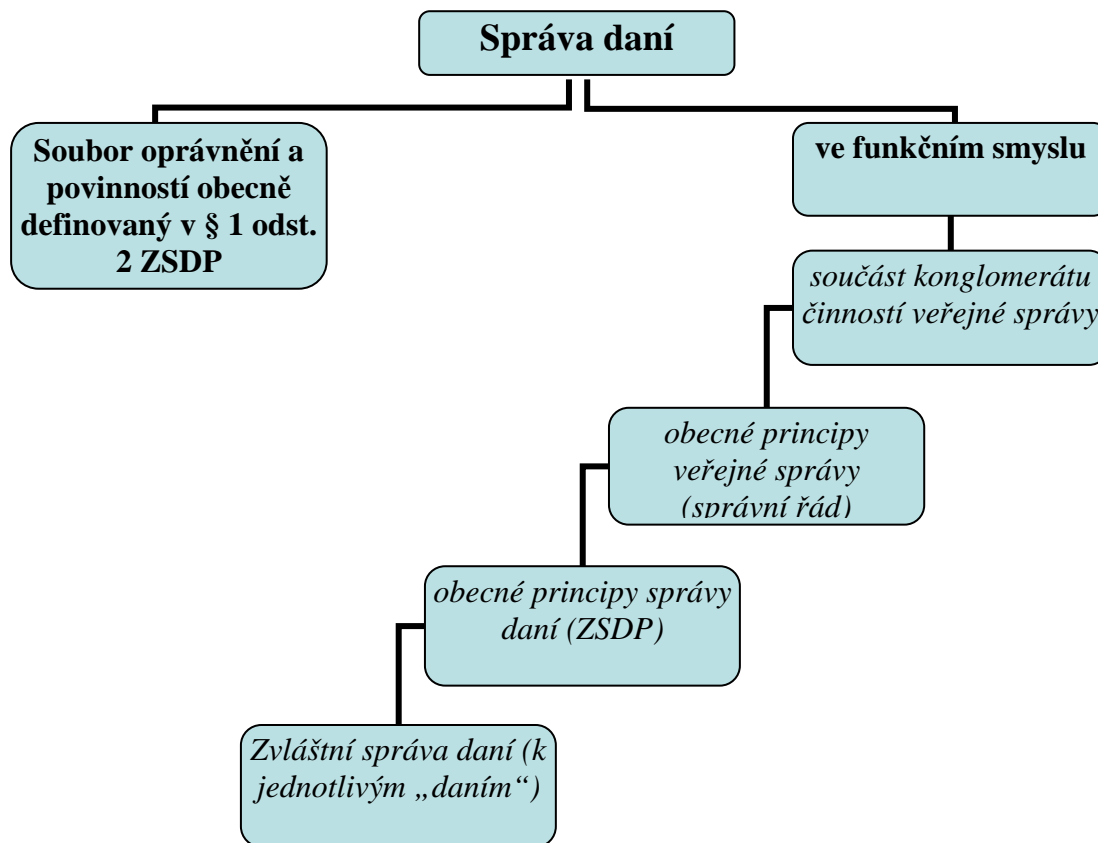 Správa daní
Soubor oprávnění a
povinností obecně
definovaný v § 1 odst.
2 ZSDP
ve funkčním smyslu
součást konglomerátu
činností veřejné správy
obecné principy
veřejné správy
(správní řád)
obecné principy správy
daní (ZSDP)
Zvláštní správa daní (k
jednotlivým „daním“)